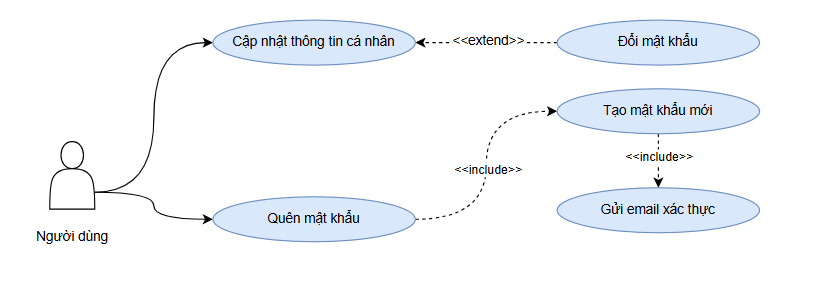 Cập nhật thông tin cá nhân
<<extend>>
Đổi mật khẩu
Tạo mật khẩu mới
<<include>>
<<include>>
Quên mật khẩu
Gửi email xác thực
Người dùng